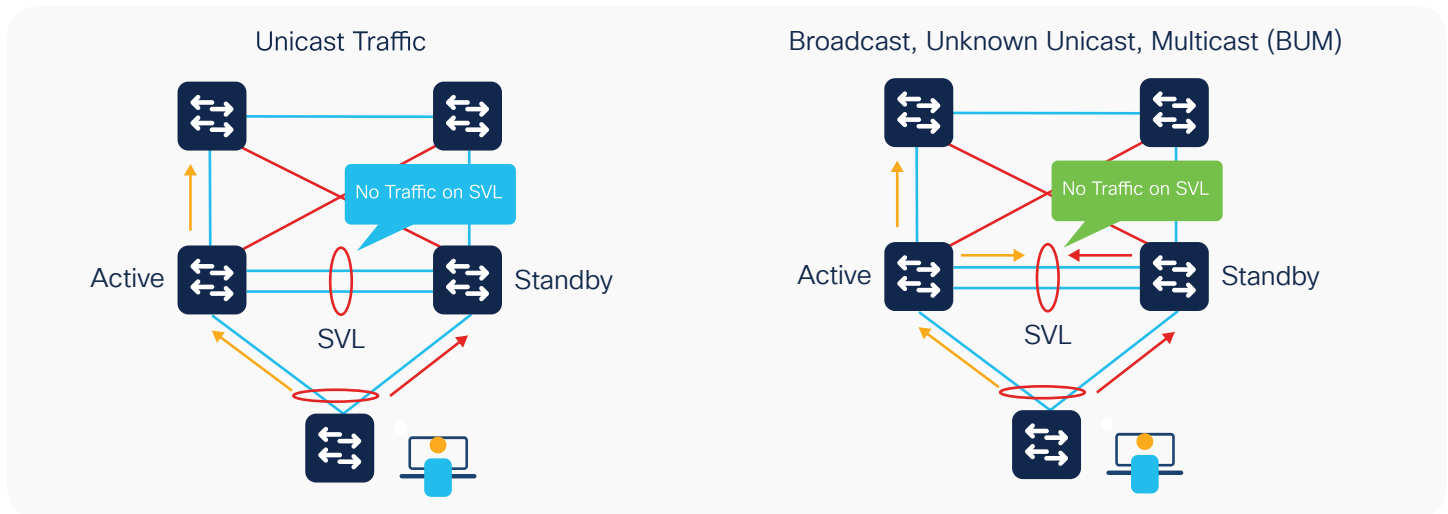 Unicast Traffic
No Traffic on SVL
Active
Standby
SVL
Broadcast, Unknown Unicast, Multicast (BUM)
No Traffic on SVL
Active
Standby
SVL